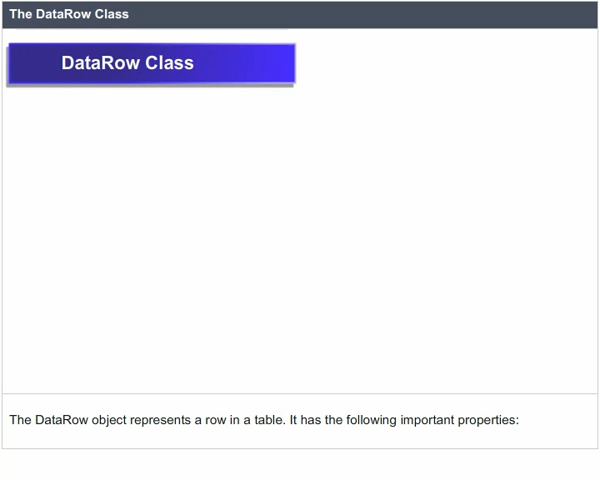 The DataRow Class
DataRow Class
The DataRow object represents a row in a table. It has the following important properties: